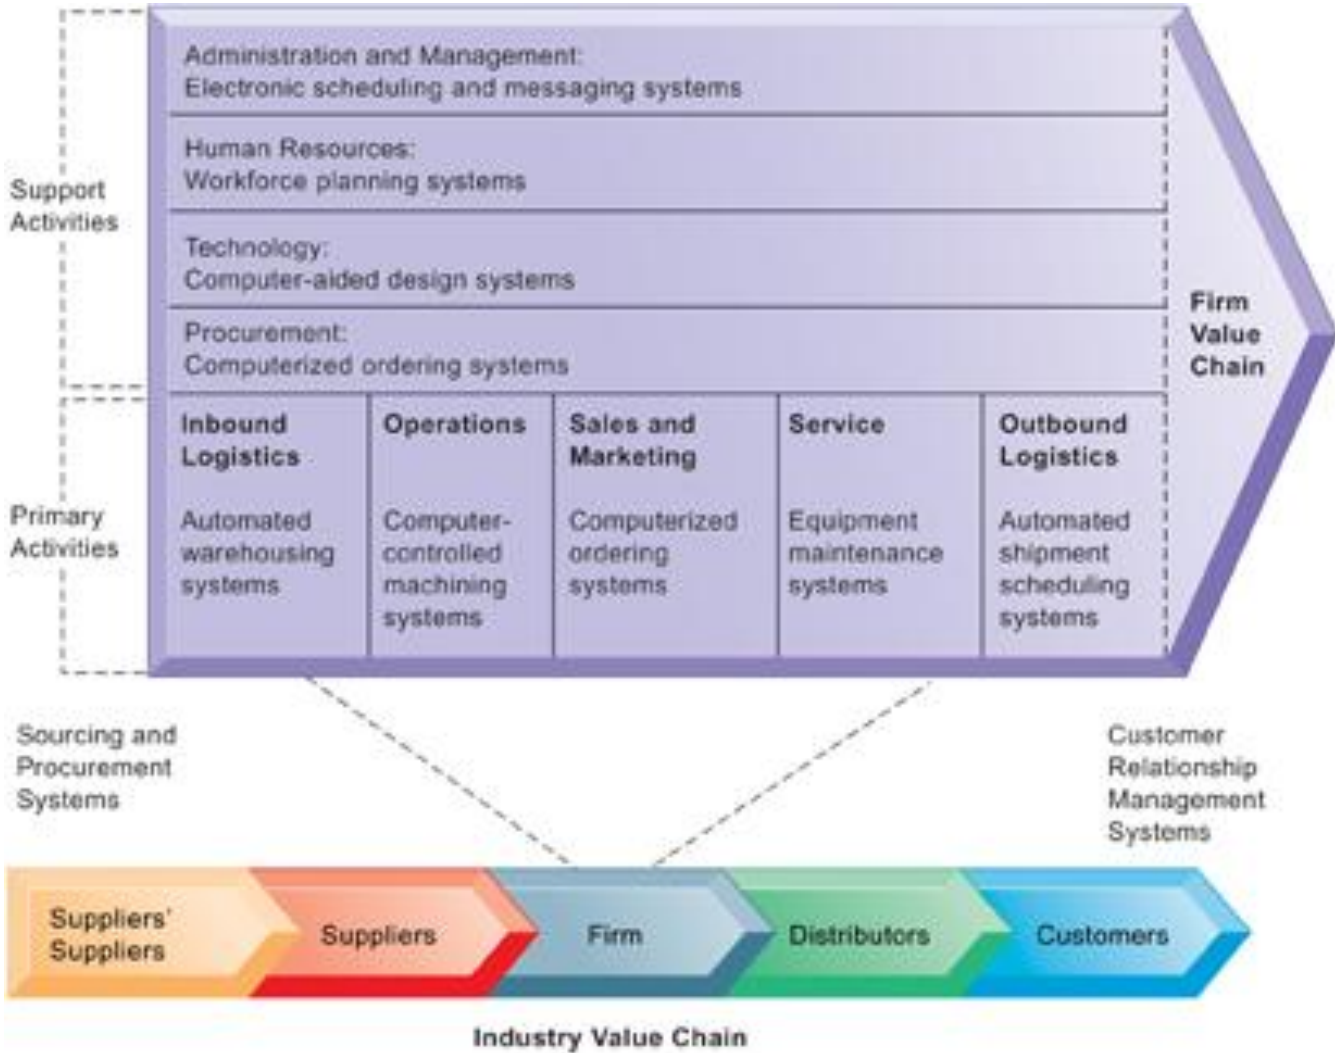 Administration and Management:
Electronic scheduling and messaging systems
Human Resources:
Workforce planning systems
Support
Activities
Technology:
Computer-aided design systems
Procurement:
Computerized ordering systems
Firm
Value
Chain
Primary
Activities
Inbound
Logistics
Automated
warehousing
systems
Operations
Computer-
controlled
machining
systems
Sales and
Marketing
Computerized
ordering
systems
Service
Equipment
maintenance
systems
Outbound
Logistics
Automated
shipment
scheduling
systems
Sourcing and
Procurement
Systems
Customer
Relationship
Management
Systems
Suppliers'
Suppliers
Suppliers
Firm
Distributors
Customers
Industry Value Chain